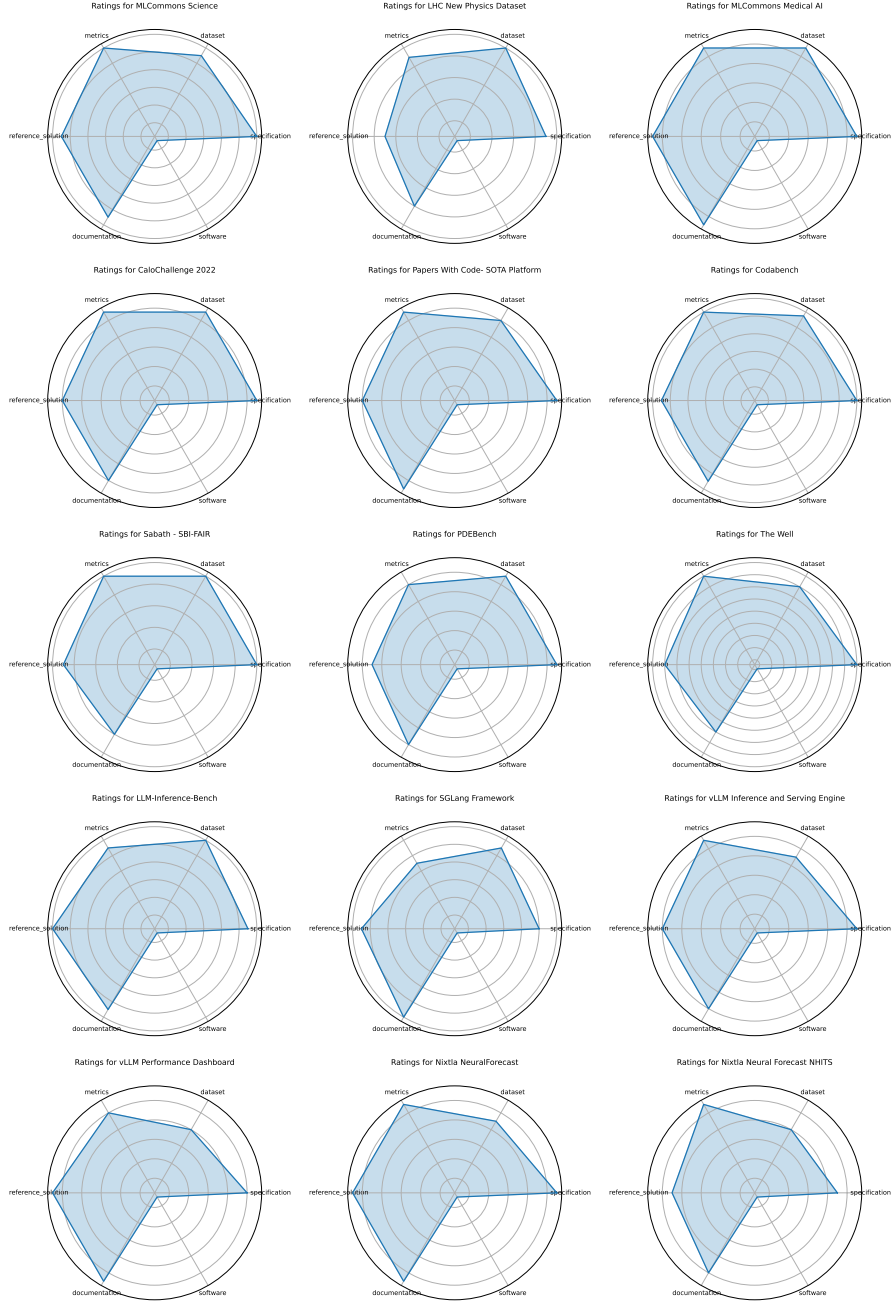 Ratings for MLCommons Science
Ratings for LHC New Physics Dataset
Ratings for MLCommons Medical AI
metrics
dataset
metrics
dataset
metrics
dataset
reference_solution
specification
reference_solution
specification
reference_solution
specification
documentation
software
documentation
software
documentation
software
Ratings for CaloChallenge 2022
Ratings for Papers With Code- SOTA Platform
Ratings for Codabench
metrics
dataset
metrics
dataset
metrics
dataset
reference_solution
specification
reference_solution
specification
reference_solution
specification
documentation
software
documentation
software
documentation
software
Ratings for Sabath - SBI-FAIR
Ratings for PDEBench
Ratings for The Well
metrics
dataset
metrics
dataset
metrics
dataset
reference_solution
specification
reference_solution
specification
reference_solution
specification
documentation
software
documentation
software
documentation
software
Ratings for LLM-Inference-Bench
Ratings for SGLang Framework
Ratings for vLLM Inference and Serving Engine
metrics
dataset
metrics
dataset
metrics
dataset
reference_solution
specification
reference_solution
specification
reference_solution
specification
documentation
software
documentation
software
documentation
software
Ratings for vLLM Performance Dashboard
Ratings for Nixtla NeuralForecast
Ratings for Nixtla Neural Forecast NHITS
metrics
dataset
metrics
dataset
metrics
dataset
reference_solution
specification
reference_solution
specification
reference_solution
specification
documentation
software
documentation
software
documentation
software